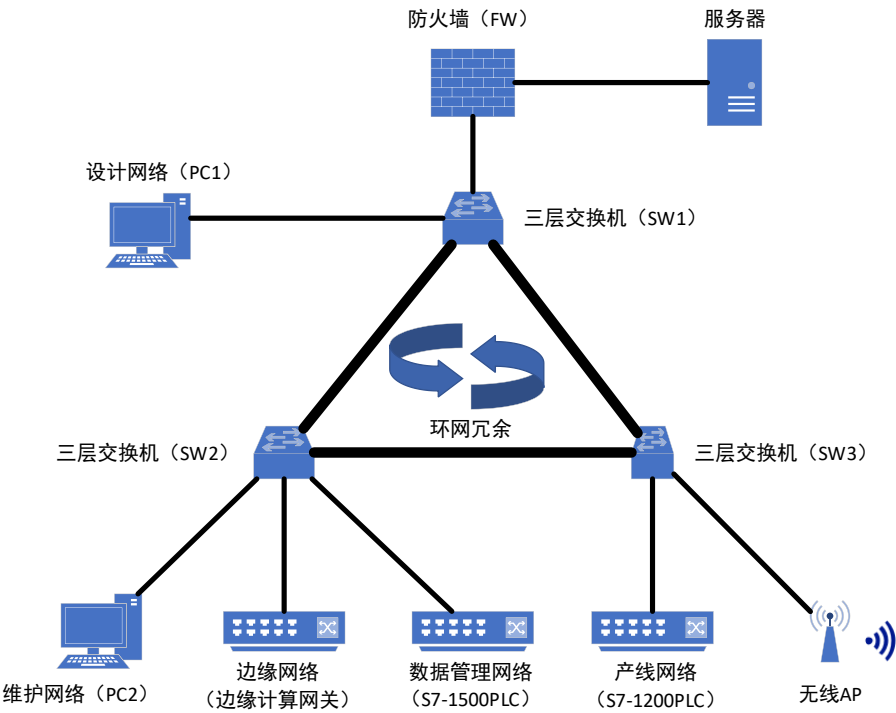 防火墙（FW）
服务器
设计网络（PC1）
三层交换机（SW1）
环网冗余
三层交换机（SW2）
三层交换机（SW3）
维护网络（PC2）
边缘网络
（边缘计算网关）
数据管理网络
（S7-1500PLC）
产线网络
（S7-1200PLC）
无线AP